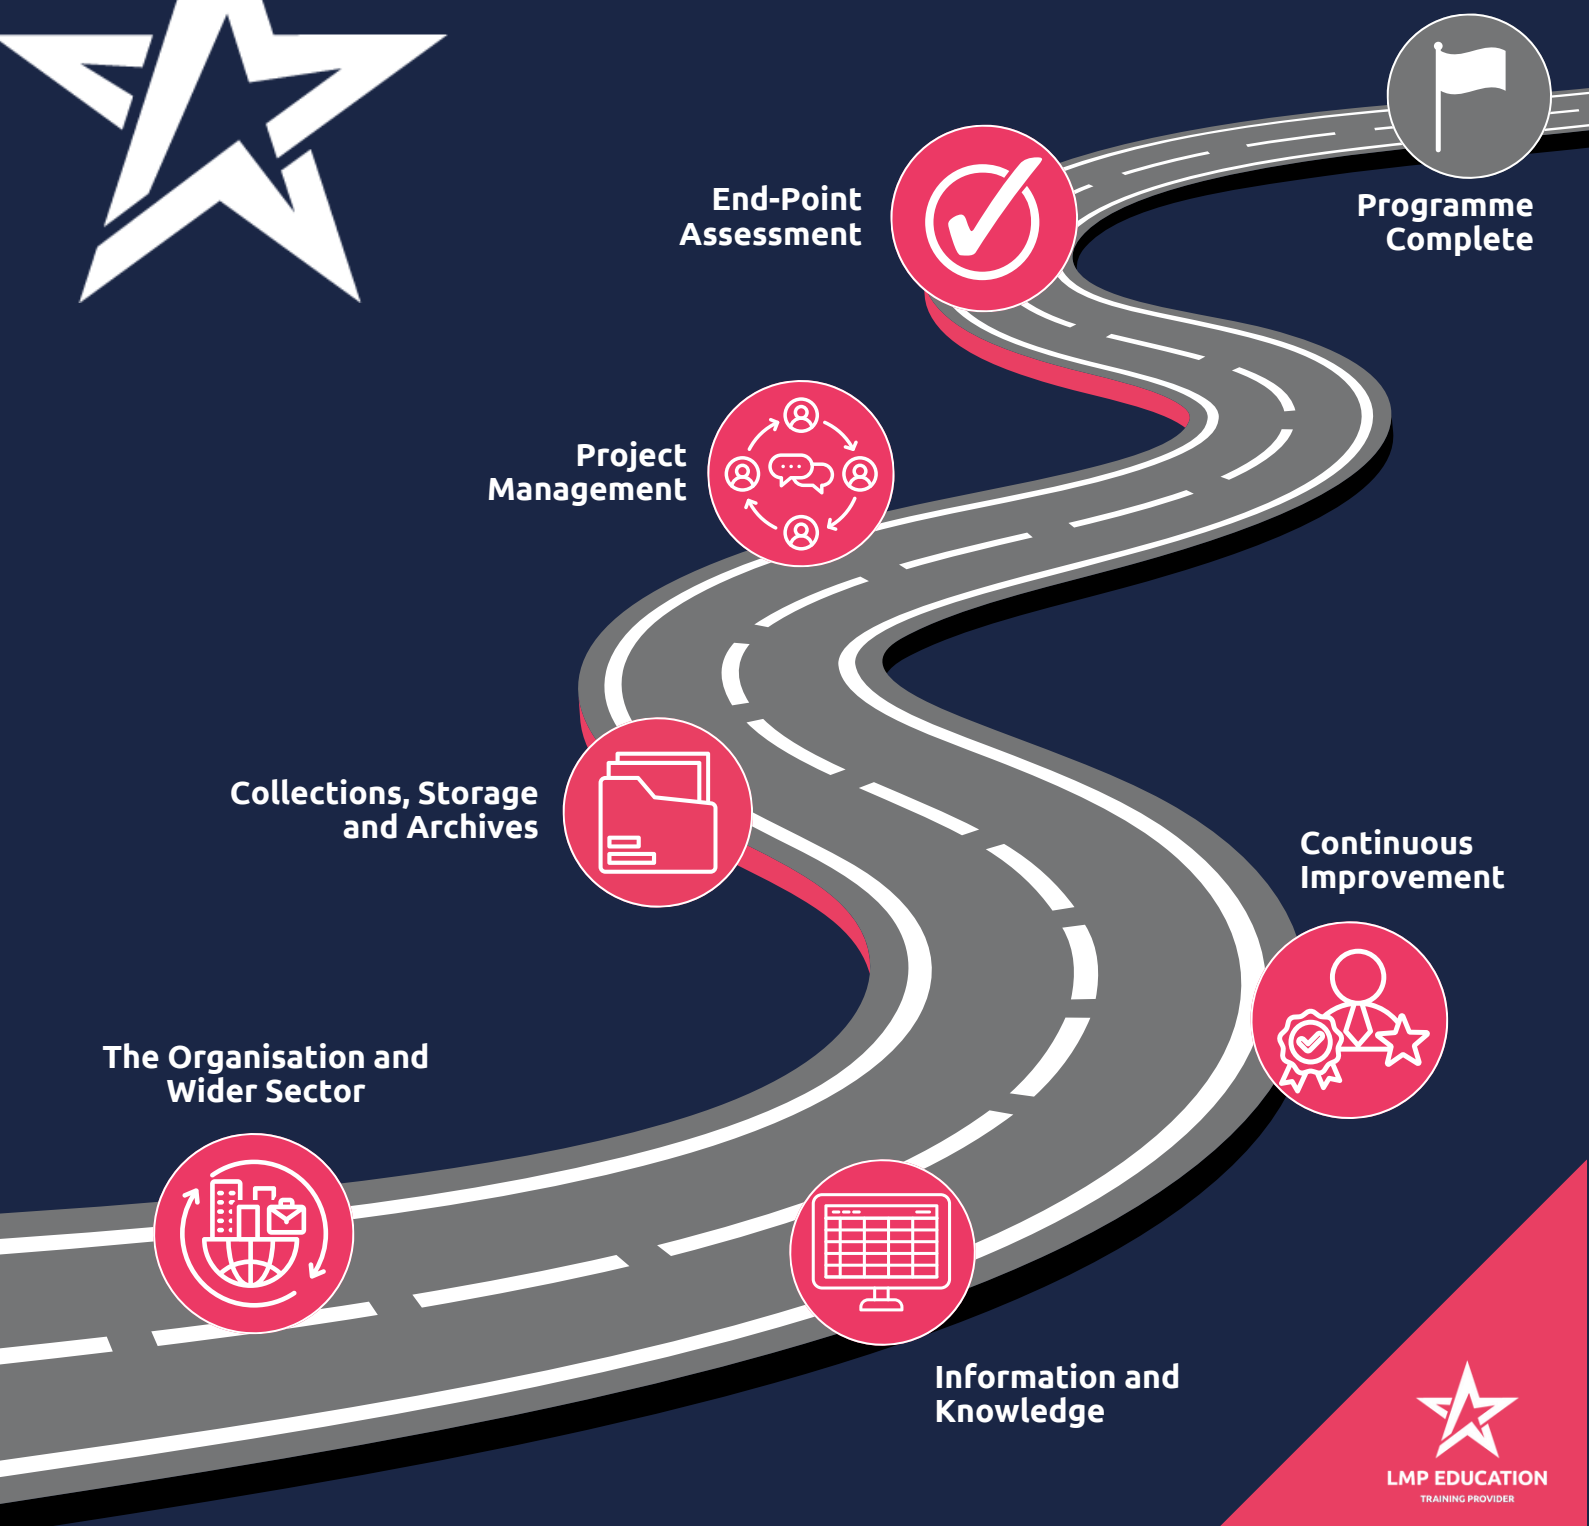 End-Point
Assessment
Programme
Complete
Project
Management
Collections, Storage
and Archives
Continuous
Improvement
The Organisation and
Wider Sector
Information and
Knowledge
LMP EDUCATION
TRAINING PROVIDER